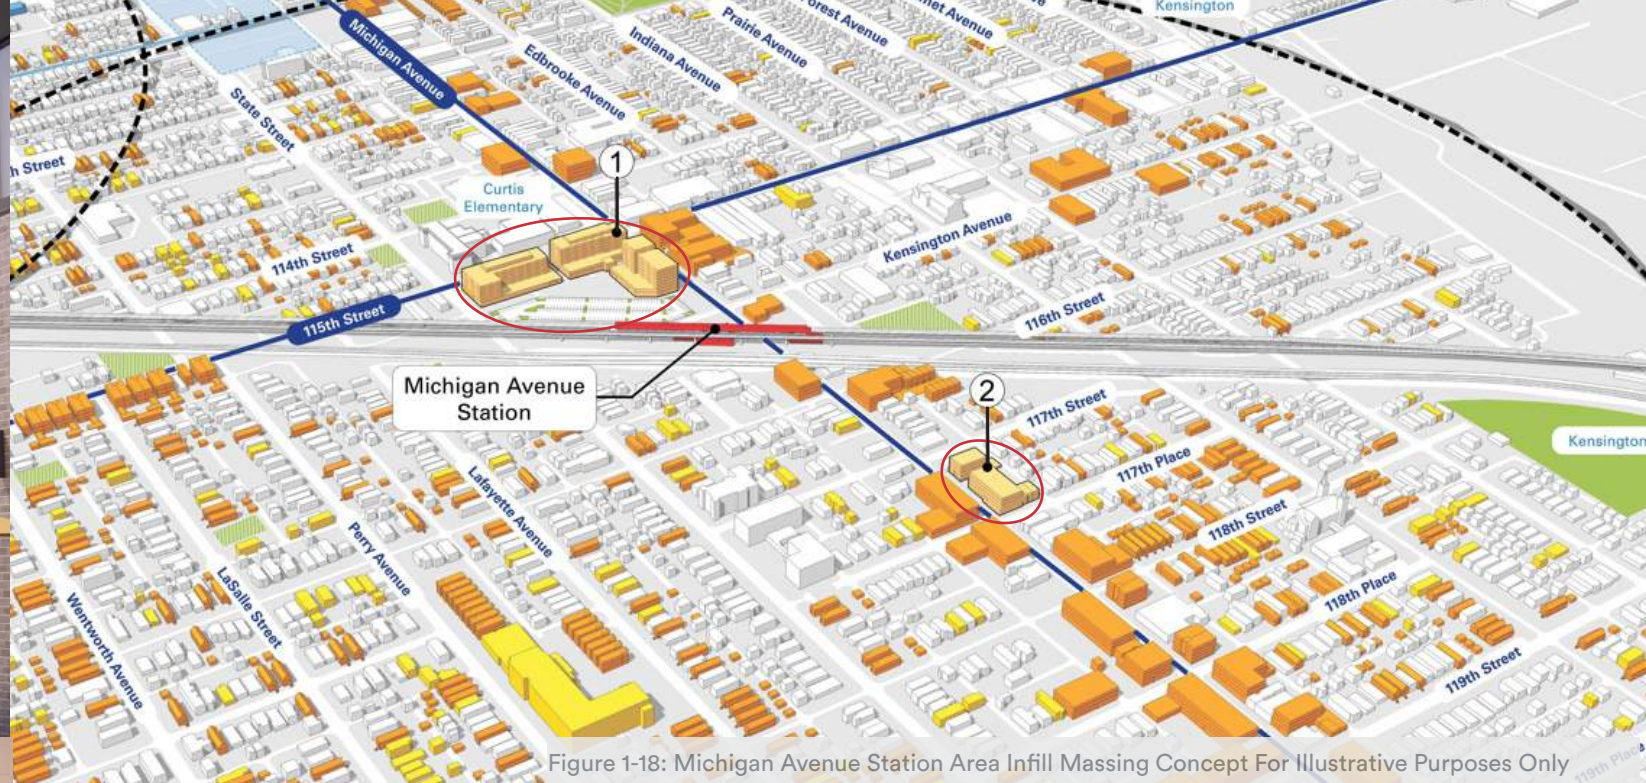 Kensington
Michigan Avenue
Edbrooke Avenue
Indiana Avenue
Prairie Avenue
Avenue
Avenue
State Street
h Street
1
Curtis
Elementary
114th Street
Kensington Avenue
115th Street
116th Street
Michigan Avenue
Station
2
117th Street
117th Place
Kensington
118th Street
Lafayette Avenue
Perry Avenue
LaSalle Street
Wentworth Avenue
118th Place
119th Street
Figure 1-18: Michigan Avenue Station Area Infill Massing Concept For Illustrative Purposes Only
119th Place